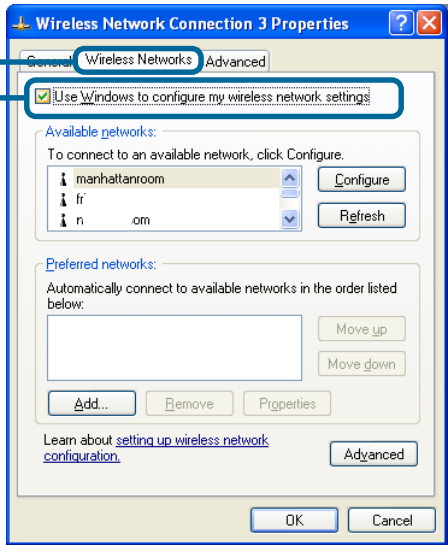 Wireless Network Connection 3 Properties
General Wireless Networks Advanced
Use Windows to configure my wireless network settings
Available networks:
To connect to an available network, click Configure.
manhattanroom
Configure
Refresh
Preferred networks:
Automatically connect to available networks in the order listed
below:
Move up
Move down
Add... Remove Properties
Learn about setting up wireless network
configuration.
Advanced
OK Cancel